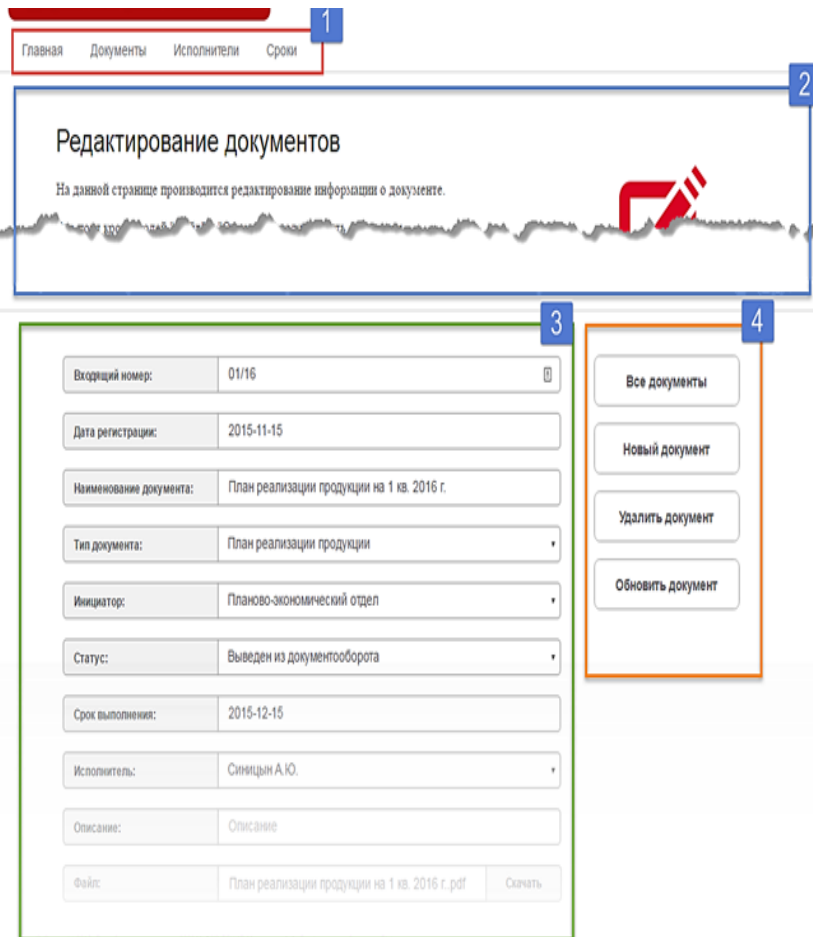 1
Главная Документы Исполнители Сроки
2
Редактирование документов
На данной странице производится редактирование информации о документе.
3
4
Входящий номер: 01/16
Все документы
Дата регистрации: 2015-11-15
Новый документ
Наименование документа: План реализации продукции на 1 кв. 2016 г.
Удалить документ
Тип документа: План реализации продукции
Инициатор: Планово-экономический отдел
Обновить документ
Статус: Выведен из документооборота
Срок выполнения: 2015-12-15
Исполнитель: Синицын А.Ю.
Описание: Описание
Файл: План реализации продукции на 1 кв. 2016 г..pdf Скачать